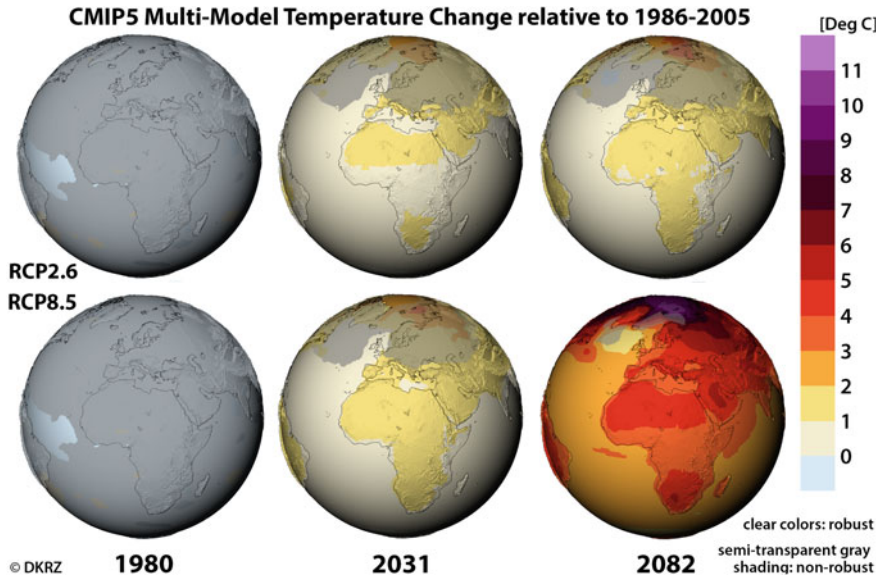 CMIP5 Multi-Model Temperature Change relative to 1986-2005
[Deg C]
11
10
9
8
7
6
5
4
3
2
1
0
RCP2.6
RCP8.5
clear colors: robust
semi-transparent gray
shading: non-robust
© DKRZ
1980
2031
2082